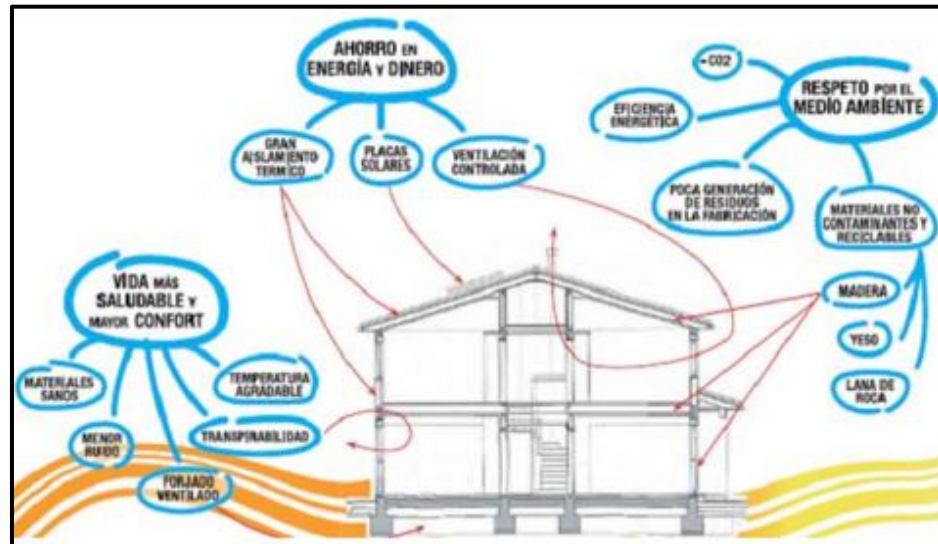 AHORRO EN
ENERGÍA Y DINERO
GRAN
AISLAMIENTO
TERMICO
PLACAS
SOLARES
VENTILACIÓN
CONTROLADA
-CO2
RESPETO POR EL
MEDIO AMBIENTE
EFICIENCIA
ENERGETICA
POCA GENERACIÓN
DE RESIDUOS
EN LA FABRICACIÓN
MATERIALES NO
CONTAMINANTES Y
RECICLABLES
MADERA
YESO
LANA DE
ROCA
VIDA MÁS
SALUDABLE Y
MAYOR CONFORT
MATERIALES
SANOS
MENOR
RUIDO
FORJADO
VENTILADO
TRANSPIRABILIDAD
TEMPERATURA
AGRADABLE